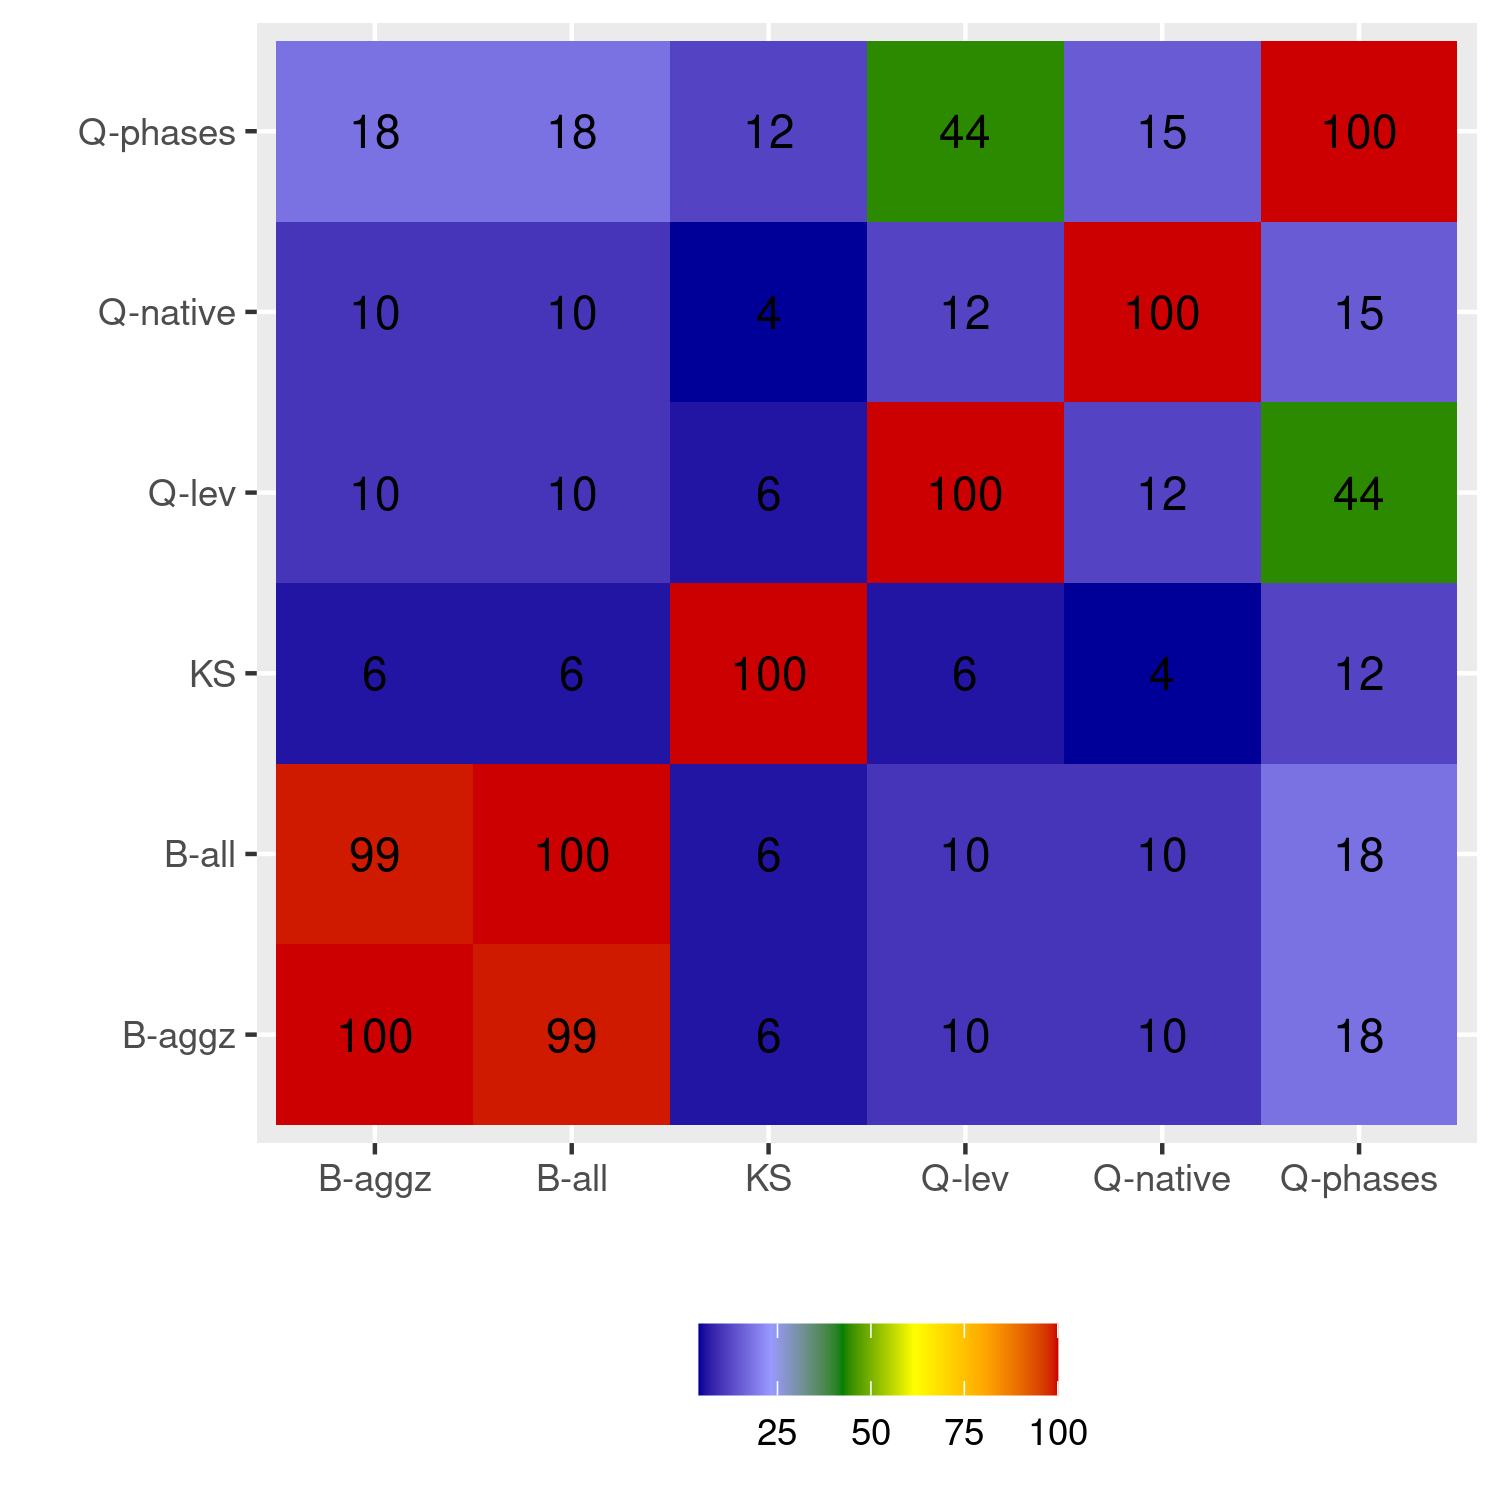 Q-phases 18 18 12 44 15 100
Q-native 10 10 4 12 100 15
Q-lev 10 10 6 100 12 44
KS 6 6 100 6 4 12
B-all 99 100 6 10 10 18
B-aggz 100 99 6 10 10 18
B-aggz B-all KS Q-lev Q-native Q-phases
25 50 75 100